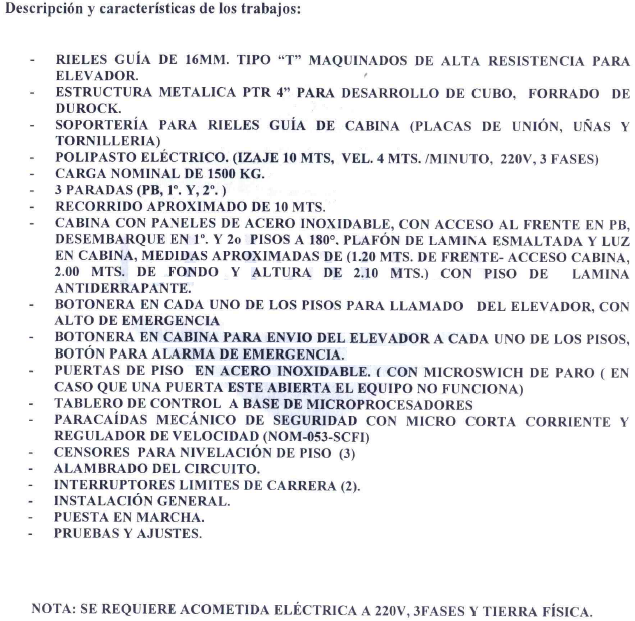 Descripción y características de los trabajos:
- RIELES GUÍA DE 16MM. TIPO “T” MAQUINADOS DE ALTA RESISTENCIA PARA
ELEVADOR.
- ESTRUCTURA METALICA PTR 4” PARA DESARROLLO DE CUBO, FORRADO DE
DUROCK.
- SOPORTERÍA PARA RIELES GUÍA DE CABINA (PLACAS DE UNIÓN, UÑAS Y
TORNILLERIA)
- POLIPASTO ELÉCTRICO. (IZAJE 10 MTS, VEL. 4 MTS. /MINUTO, 220V, 3 FASES)
- CARGA NOMINAL DE 1500 KG.
- 3 PARADAS (PB, 1º. Y, 2º. )
- RECORRIDO APROXIMADO DE 10 MTS.
- CABINA CON PANELES DE ACERO INOXIDABLE, CON ACCESO AL FRENTE EN PB,
DESEMBARQUE EN 1º. Y 2o PISOS A 180°. PLAFÓN DE LAMINA ESMALTADA Y LUZ
EN CABINA, MEDIDAS APROXIMADAS DE (1.20 MTS. DE FRENTE- ACCESO CABINA,
2.00 MTS. DE FONDO Y ALTURA DE 2.10 MTS.) CON PISO DE LAMINA
ANTIDERRAPANTE.
- BOTONERA EN CADA UNO DE LOS PISOS PARA LLAMADO DEL ELEVADOR, CON
ALTO DE EMERGENCIA
- BOTONERA EN CABINA PARA ENVIO DEL ELEVADOR A CADA UNO DE LOS PISOS,
BOTÓN PARA ALARMA DE EMERGENCIA.
- PUERTAS DE PISO EN ACERO INOXIDABLE. ( CON MICROSWICH DE PARO ( EN
CASO QUE UNA PUERTA ESTE ABIERTA EL EQUIPO NO FUNCIONA)
- TABLERO DE CONTROL A BASE DE MICROPROCESADORES
- PARACAÍDAS MECÁNICO DE SEGURIDAD CON MICRO CORTA CORRIENTE Y
REGULADOR DE VELOCIDAD (NOM-053-SCFI)
- CENSORES PARA NIVELACIÓN DE PISO (3)
- ALAMBRADO DEL CIRCUITO.
- INTERRUPTORES LIMITES DE CARRERA (2).
- INSTALACIÓN GENERAL.
- PUESTA EN MARCHA.
- PRUEBAS Y AJUSTES.
NOTA: SE REQUIERE ACOMETIDA ELÉCTRICA A 220V, 3FASES Y TIERRA FÍSICA.